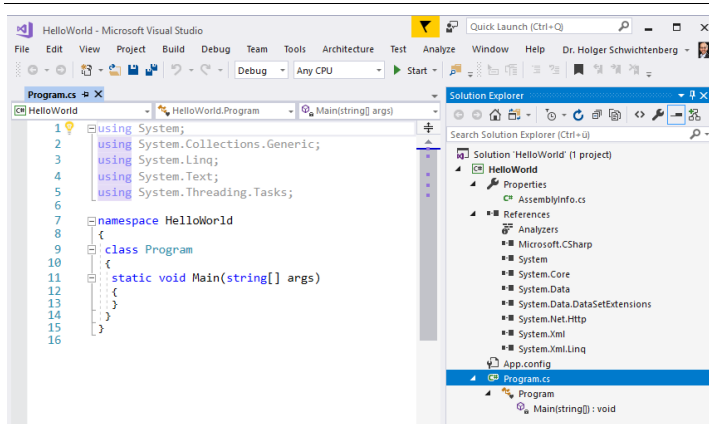 HelloWorld - Microsoft Visual Studio
Quick Launch (Ctrl+Q)
File Edit View Project Build Debug Team Tools Architecture Test Analyze Window Help Dr. Holger Schwichtenberg
Debug Any CPU Start
Program.cs
HelloWorld HelloWorld.Program Main(string[] args)
1 using System;
2 using System.Collections.Generic;
3 using System.Linq;
4 using System.Text;
5 using System.Threading.Tasks;
6
7 namespace HelloWorld
8 {
9 class Program
10 {
11 static void Main(string[] args)
12 {
13 }
14 }
15 }
16
Solution Explorer
Search Solution Explorer (Ctrl+ü)
Solution 'HelloWorld' (1 project)
C# HelloWorld
Properties
C# AssemblyInfo.cs
References
Analyzers
Microsoft.CSharp
System
System.Core
System.Data
System.Data.DataSetExtensions
System.Net.Http
System.Xml
System.Xml.Linq
App.config
C# Program.cs
Program
Main(string[]) : void